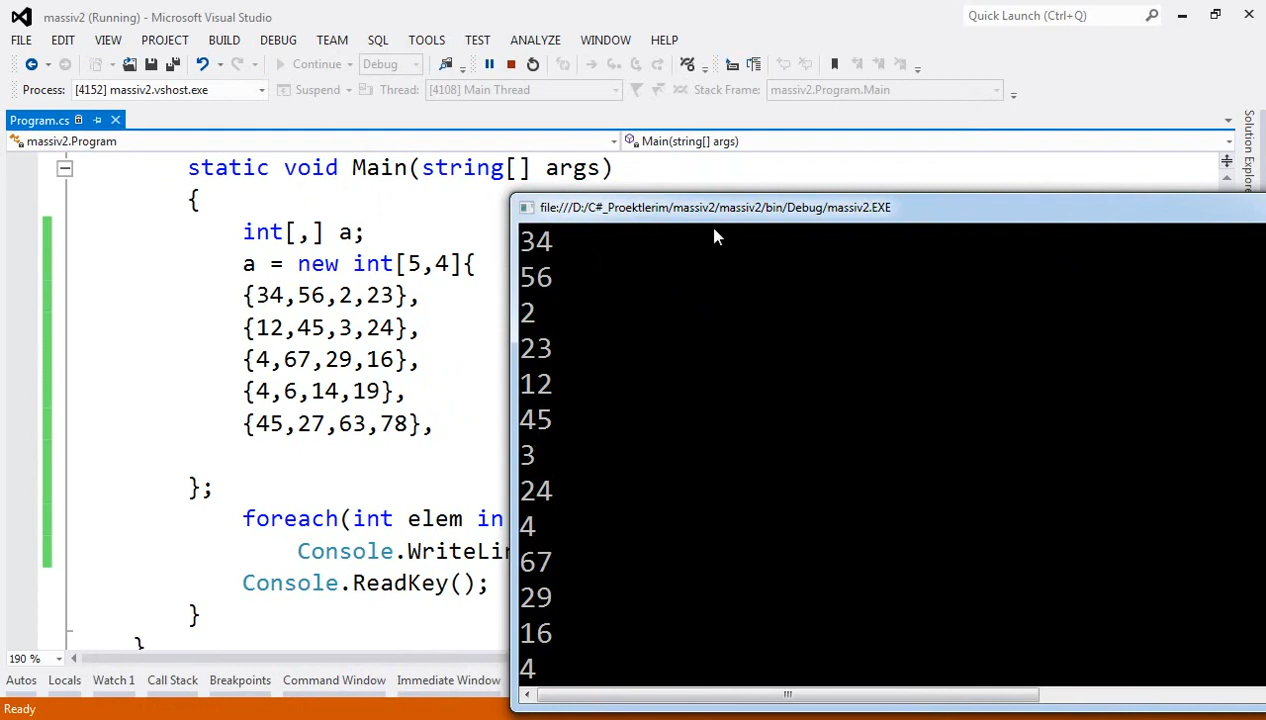 massiv2 (Running) - Microsoft Visual Studio
Quick Launch (Ctrl+Q)
FILE EDIT VIEW PROJECT BUILD DEBUG TEAM SQL TOOLS TEST ANALYZE WINDOW HELP
Continue Debug
Process: [4152] massiv2.vshost.exe Suspend Thread: [4108] Main Thread Stack Frame: massiv2.Program.Main
Program.cs
massiv2.Program Main(string[] args)
static void Main(string[] args)
{
int[,] a;
a = new int[5,4]{
{34,56,2,23},
{12,45,3,24},
{4,67,29,16},
{4,6,14,19},
{45,27,63,78},
};
foreach(int elem in
Console.WriteLin
Console.ReadKey();
}
}
file:///D:/C#_Proektlerim/massiv2/massiv2/bin/Debug/massiv2.EXE
34
56
2
23
12
45
3
24
4
67
29
16
4
Solution Explore
190 %
Autos Locals Watch 1 Call Stack Breakpoints Command Window Immediate Window
Ready